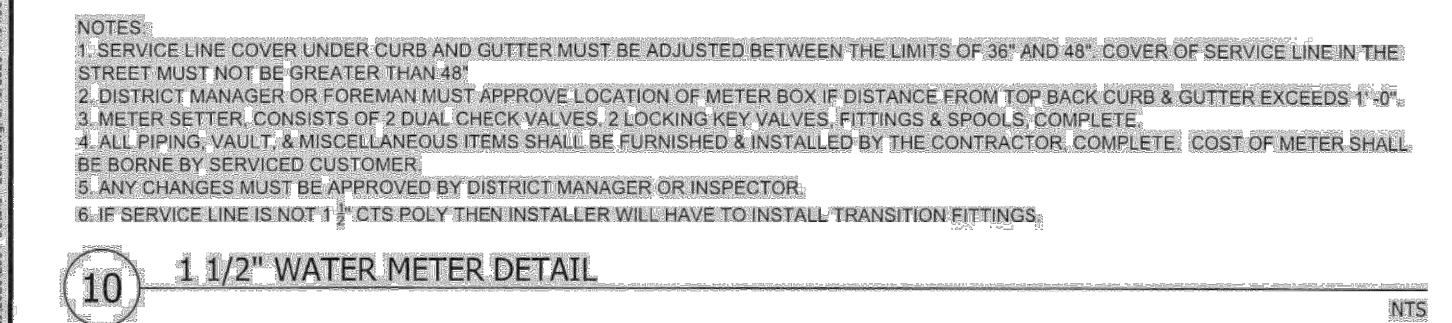 NOTES:
1. SERVICE LINE COVER UNDER CURB AND GUTTER MUST BE ADJUSTED BETWEEN THE LIMITS OF 36" AND 48". COVER OF SERVICE LINE IN THE
STREET MUST NOT BE GREATER THAN 48"
2. DISTRICT MANAGER OR FOREMAN MUST APPROVE LOCATION OF METER BOX IF DISTANCE FROM TOP BACK CURB & GUTTER EXCEEDS 1'-0".
3. METER SETTER. CONSISTS OF 2 DUAL CHECK VALVES, 2 LOCKING KEY VALVES, FITTINGS & SPOOLS, COMPLETE.
4. ALL PIPING, VAULT, & MISCELLANEOUS ITEMS SHALL BE FURNISHED & INSTALLED BY THE CONTRACTOR, COMPLETE. COST OF METER SHALL
BE BORNE BY SERVICED CUSTOMER.
5. ANY CHANGES MUST BE APPROVED BY DISTRICT MANAGER OR INSPECTOR.
6. IF SERVICE LINE IS NOT 1 1/2" CTS POLY THEN INSTALLER WILL HAVE TO INSTALL TRANSITION FITTINGS.
10 1 1/2" WATER METER DETAIL
NTS